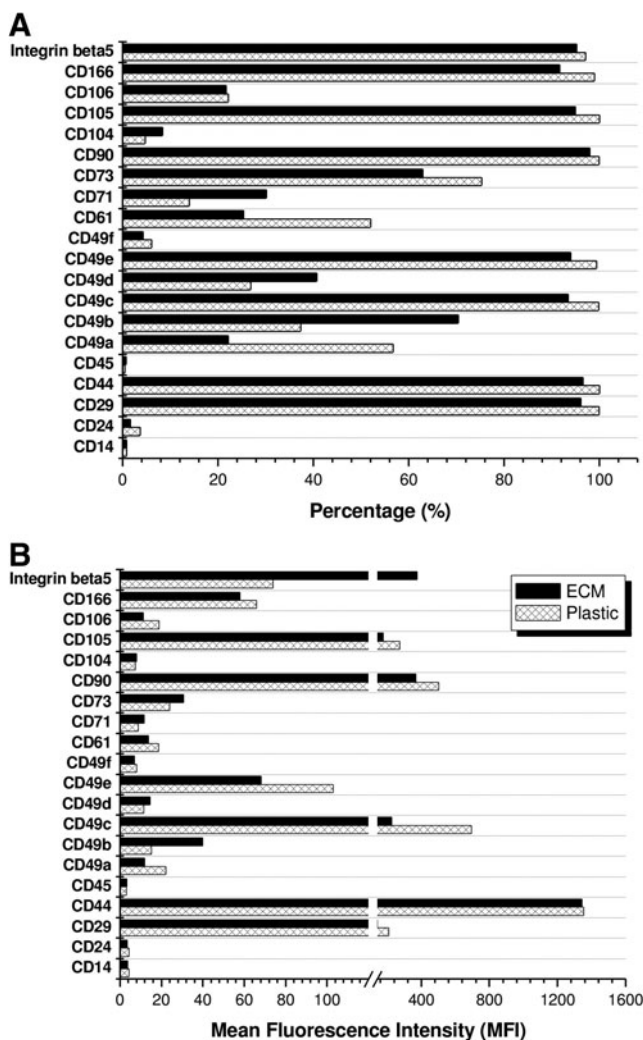 A
Integrin beta5
CD166
CD106
CD105
CD104
CD90
CD73
CD71
CD61
CD49f
CD49e
CD49d
CD49c
CD49b
CD49a
CD45
CD44
CD29
CD24
CD14
0 20 40 60 80 100
Percentage (%)
B
Integrin beta5
CD166
CD106
CD105
CD104
CD90
CD73
CD71
CD61
CD49f
CD49e
CD49d
CD49c
CD49b
CD49a
CD45
CD44
CD29
CD24
CD14
ECM
Plastic
0 20 40 60 80 100 400 800 1200 1600
Mean Fluorescence Intensity (MFI)